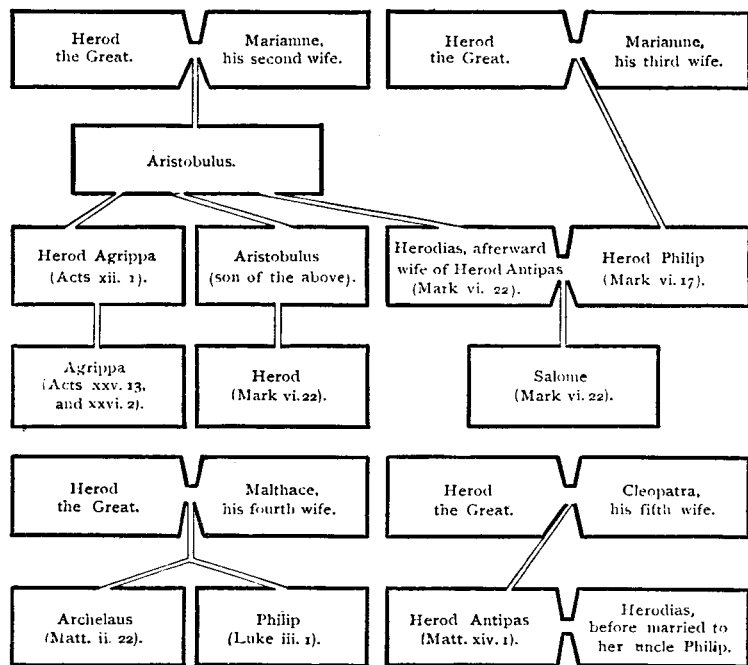 Herod
the Great.
Mariamne,
his second wife.
Herod
the Great.
Mariamne,
his third wife.
Aristobulus.
Herod Agrippa
(Acts xii. 1).
Aristobulus
(son of the above).
Herodias, afterward
wife of Herod Antipas
(Mark vi. 22).
Herod Philip
(Mark vi. 17).
Agrippa
(Acts xxv. 13,
and xxvi. 2).
Herod
(Mark vi. 22).
Salome
(Mark vi. 22).
Herod
the Great.
Malthace,
his fourth wife.
Herod
the Great.
Cleopatra,
his fifth wife.
Archelaus
(Matt. ii. 22).
Philip
(Luke iii. 1).
Herod Antipas
(Matt. xiv. 1).
Herodias,
before married to
her uncle Philip.